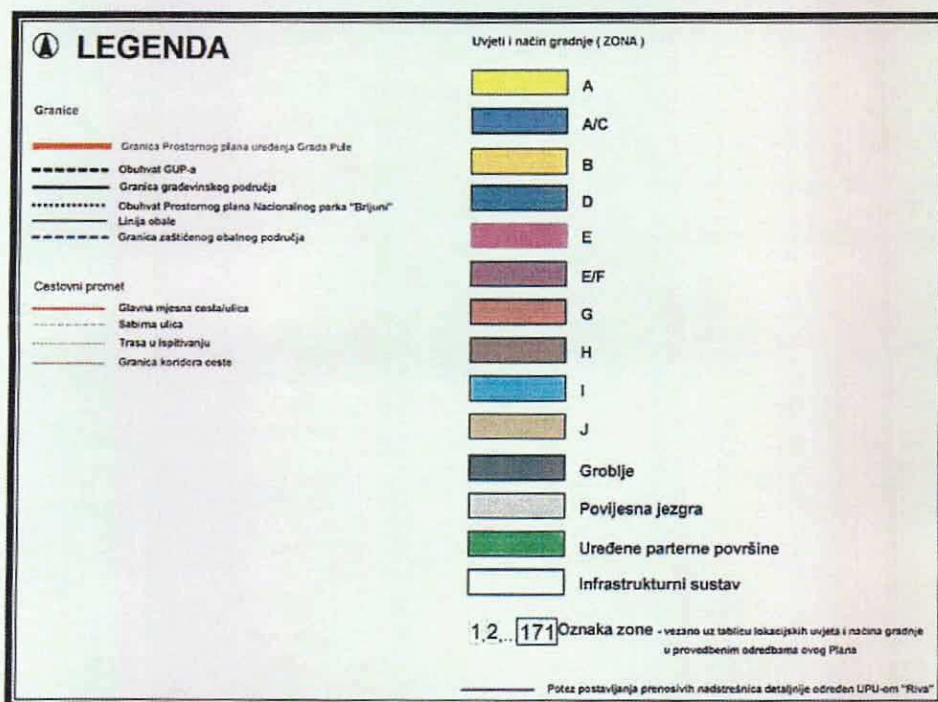 LEGENDA
Granice
Granica Prostornog plana uređenja Grada Pule
Obuhvat GUP-a
Granica građevinskog područja
Obuhvat Prostornog plana Nacionalnog parka "Brijuni"
Linija obale
Granica zaštićenog obalnog područja
Cestovni promet
Glavna mjesna cesta/ulica
Sabirna ulica
Trasa u ispitivanju
Granica koridora ceste
Uvjeti i način gradnje ( ZONA )
A
A/C
B
D
E
E/F
G
H
I
J
Groblje
Povijesna jezgra
Uređene parterne površine
Infrastrukturni sustav
1,2,.. 171 Oznaka zone - vezano uz tablicu lokacijskih uvjeta i načina gradnje
u provedbenim odredbama ovog Plana
Potez postavljanja prenosivih nadstrešnica detaljnije određen UPU-om "Riva"